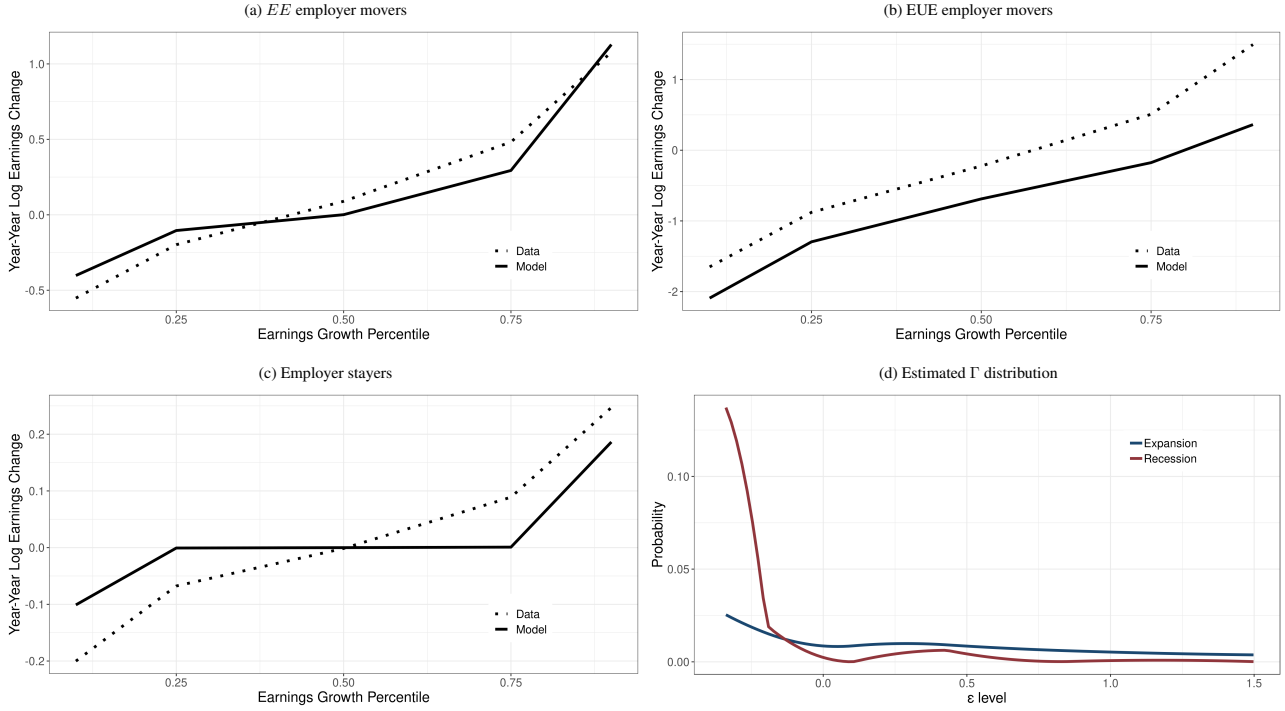 (a) EE employer movers
Year-Year Log Earnings Change
1.0
0.5
0.0
-0.5
Data
Model
0.25 0.50 0.75
Earnings Growth Percentile
(b) EUE employer movers
Year-Year Log Earnings Change
1
0
-1
-2
Data
Model
0.25 0.50 0.75
Earnings Growth Percentile
(c) Employer stayers
Year-Year Log Earnings Change
0.2
0.1
0.0
-0.1
-0.2
Data
Model
0.25 0.50 0.75
Earnings Growth Percentile
(d) Estimated Γ distribution
Probability
0.10
0.05
0.00
Expansion
Recession
0.0 0.5 1.0 1.5
ε level